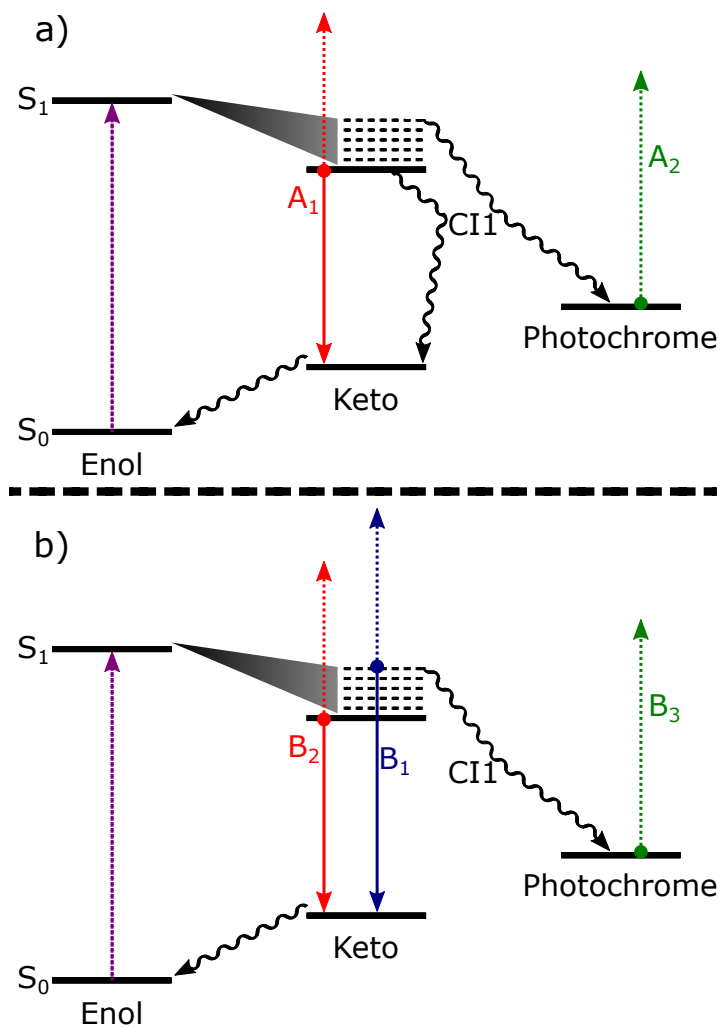 a)
S₁
A₁
A₂
CI1
Photochrome
Keto
S₀
Enol
b)
S₁
B₂
B₁
B₃
CI1
Photochrome
Keto
S₀
Enol